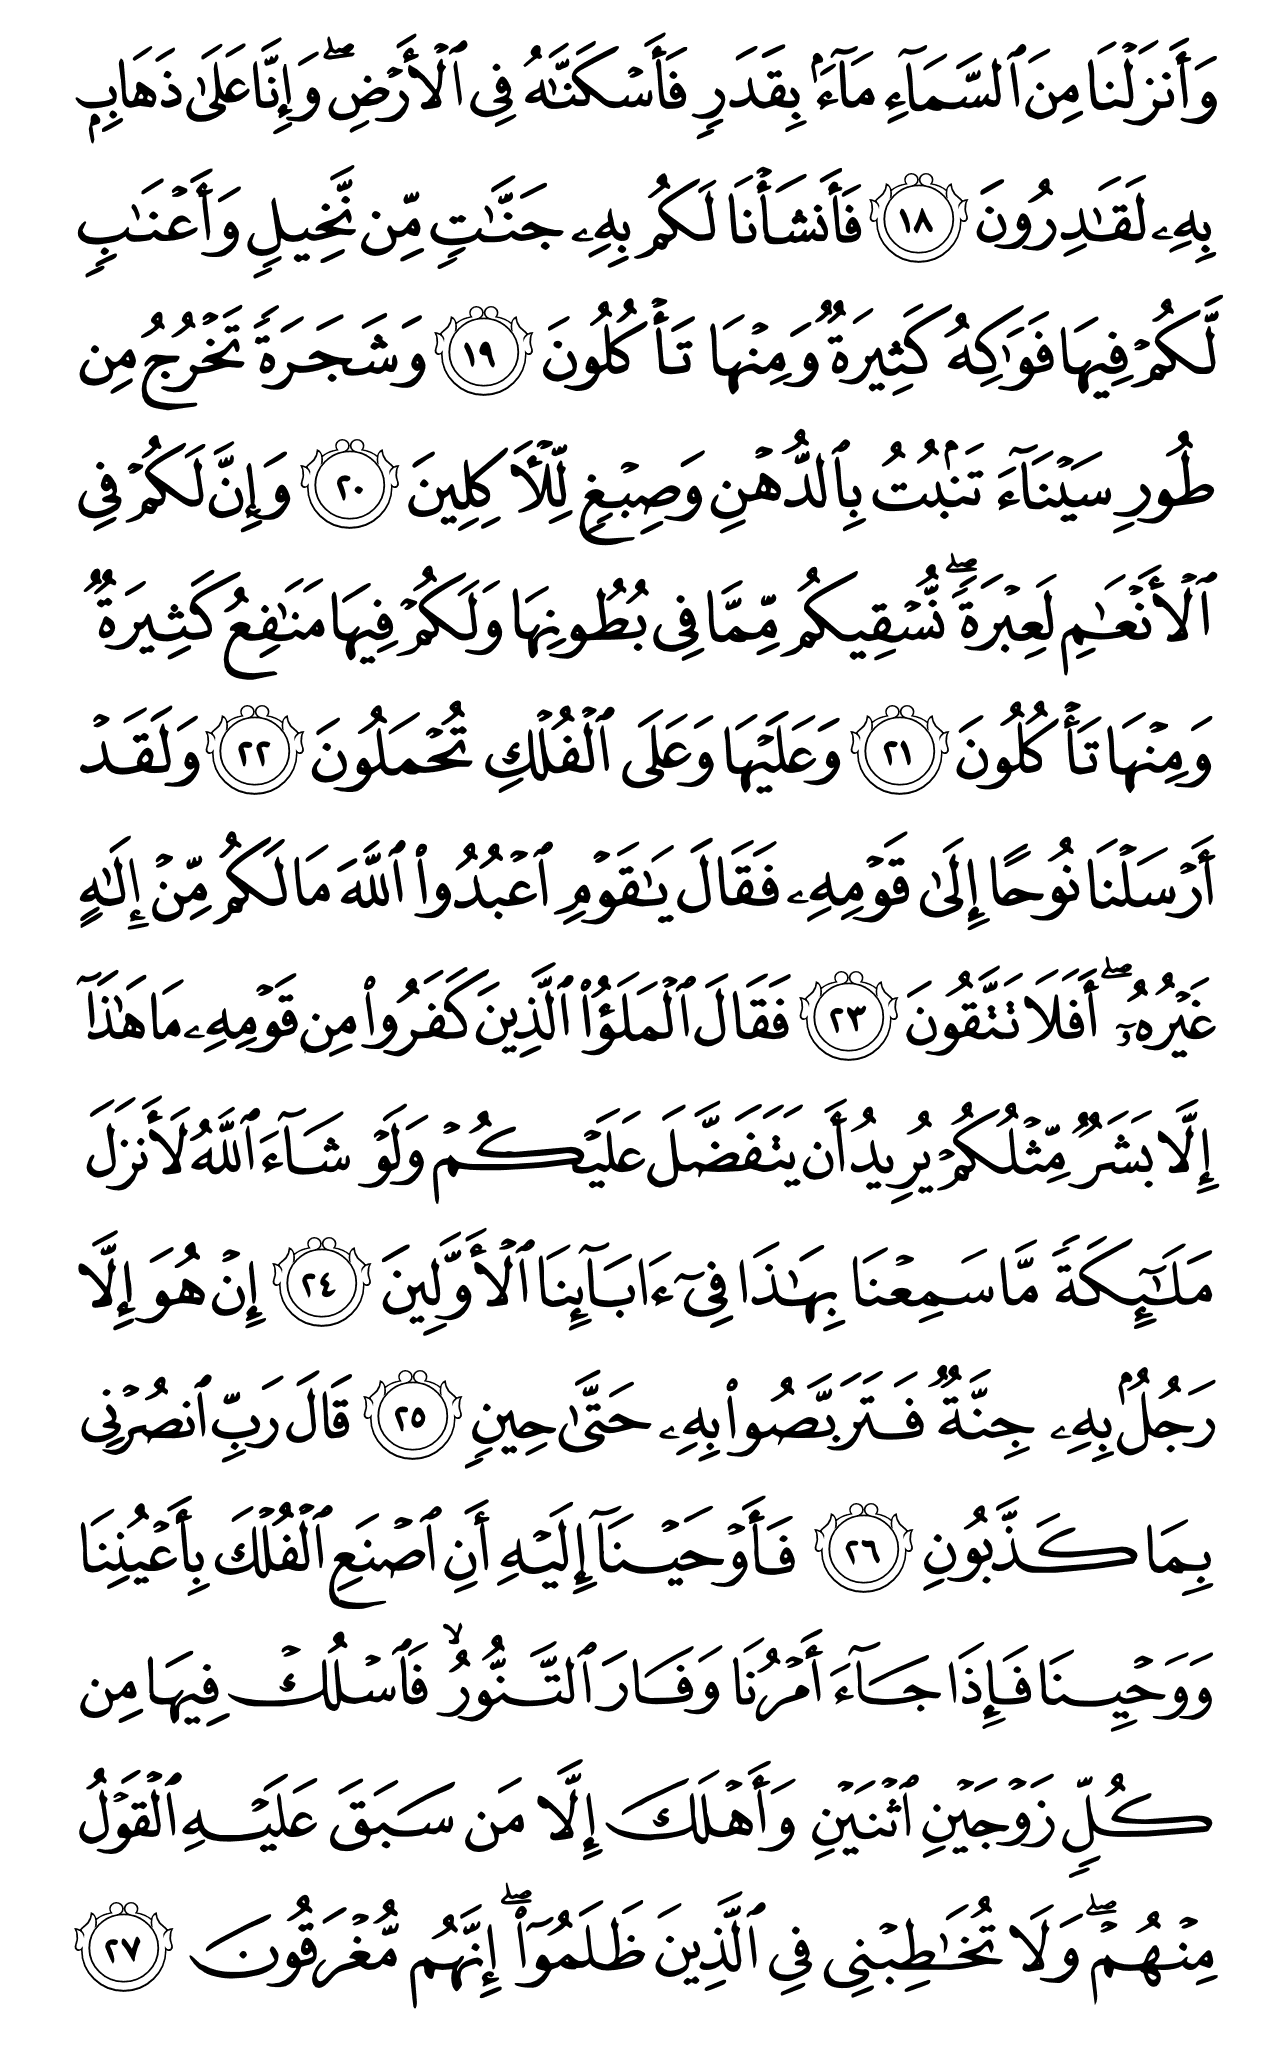 وَأَنزَلۡنَا مِنَ ٱلسَّمَآءِ مَآءَۢ بِقَدَرٖ فَأَسۡكَنَّـٰهُ فِي ٱلۡأَرۡضِۖ وَإِنَّا عَلَىٰ ذَهَابِۭ
بِهِۦ لَقَـٰدِرُونَ ١٨ فَأَنشَأۡنَا لَكُم بِهِۦ جَنَّـٰتٖ مِّن نَّخِيلٖ وَأَعۡنَـٰبٖ
لَّكُمۡ فِيهَا فَوَٰكِهُ كَثِيرَةٞ وَمِنۡهَا تَأۡكُلُونَ ١٩ وَشَجَرَةٗ تَخۡرُجُ مِن
طُورِ سَيۡنَآءَ تَنۢبُتُ بِٱلدُّهۡنِ وَصِبۡغٖ لِّلۡأٓكِلِينَ ٢٠ وَإِنَّ لَكُمۡ فِي
ٱلۡأَنۡعَـٰمِ لَعِبۡرَةٗۖ نُّسۡقِيكُم مِّمَّا فِي بُطُونِهَا وَلَكُمۡ فِيهَا مَنَـٰفِعُ كَثِيرَةٞ
وَمِنۡهَا تَأۡكُلُونَ ٢١ وَعَلَيۡهَا وَعَلَى ٱلۡفُلۡكِ تُحۡمَلُونَ ٢٢ وَلَقَدۡ
أَرۡسَلۡنَا نُوحًا إِلَىٰ قَوۡمِهِۦ فَقَالَ يَـٰقَوۡمِ ٱعۡبُدُواْ ٱللَّهَ مَا لَكُم مِّنۡ إِلَـٰهٍ
غَيۡرُهُۥٓۖ أَفَلَا تَتَّقُونَ ٢٣ فَقَالَ ٱلۡمَلَؤُاْ ٱلَّذِينَ كَفَرُواْ مِن قَوۡمِهِۦ مَا هَـٰذَآ
إِلَّا بَشَرٞ مِّثۡلُكُمۡ يُرِيدُ أَن يَتَفَضَّلَ عَلَيۡكُمۡ وَلَوۡ شَآءَ ٱللَّهُ لَأَنزَلَ
مَلَـٰٓئِكَةٗ مَّا سَمِعۡنَا بِهَـٰذَا فِيٓ ءَابَآئِنَا ٱلۡأَوَّلِينَ ٢٤ إِنۡ هُوَ إِلَّا
رَجُلُۢ بِهِۦ جِنَّةٞ فَتَرَبَّصُواْ بِهِۦ حَتَّىٰ حِينٖ ٢٥ قَالَ رَبِّ ٱنصُرۡنِي
بِمَا كَذَّبُونِ ٢٦ فَأَوۡحَيۡنَآ إِلَيۡهِ أَنِ ٱصۡنَعِ ٱلۡفُلۡكَ بِأَعۡيُنِنَا
وَوَحۡيِنَا فَإِذَا جَآءَ أَمۡرُنَا وَفَارَ ٱلتَّنُّورُۙ فَٱسۡلُكۡ فِيهَا مِن
كُلّٖ زَوۡجَيۡنِ ٱثۡنَيۡنِ وَأَهۡلَكَ إِلَّا مَن سَبَقَ عَلَيۡهِ ٱلۡقَوۡلُ
مِنۡهُمۡۖ وَلَا تُخَـٰطِبۡنِي فِي ٱلَّذِينَ ظَلَمُوٓاْۖ إِنَّهُم مُّغۡرَقُونَ ٢٧